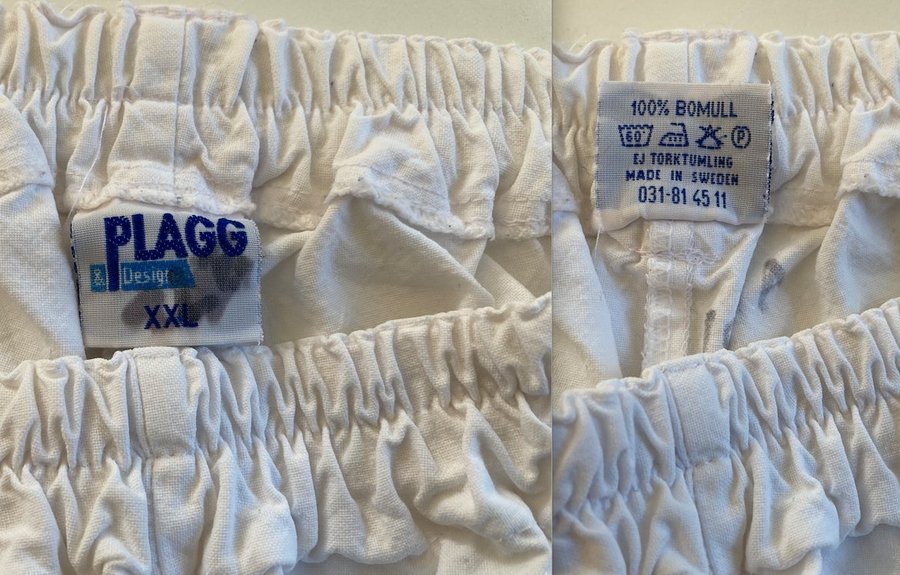 PLAGG
& Design
XXL
100% BOMULL
60 P
EJ TORKTUMLING
MADE IN SWEDEN
031-81 45 11